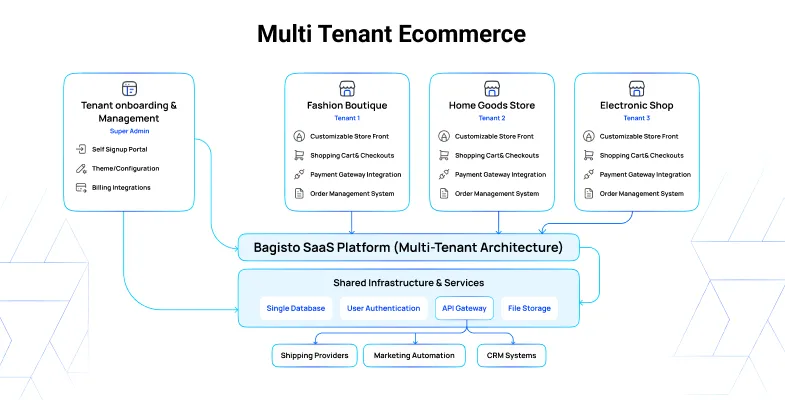 Multi Tenant Ecommerce
Tenant onboarding &
Management
Super Admin
Self Signup Portal
Theme/Configuration
Billing Integrations
Fashion Boutique
Tenant 1
Customizable Store Front
Shopping Cart& Checkouts
Payment Gateway Integration
Order Management System
Home Goods Store
Tenant 2
Customizable Store Front
Shopping Cart& Checkouts
Payment Gateway Integration
Order Management System
Electronic Shop
Tenant 3
Customizable Store Front
Shopping Cart& Checkouts
Payment Gateway Integration
Order Management System
Bagisto SaaS Platform (Multi-Tenant Architecture)
Shared Infrastructure & Services
Single Database
User Authentication
API Gateway
File Storage
Shipping Providers
Marketing Automation
CRM Systems